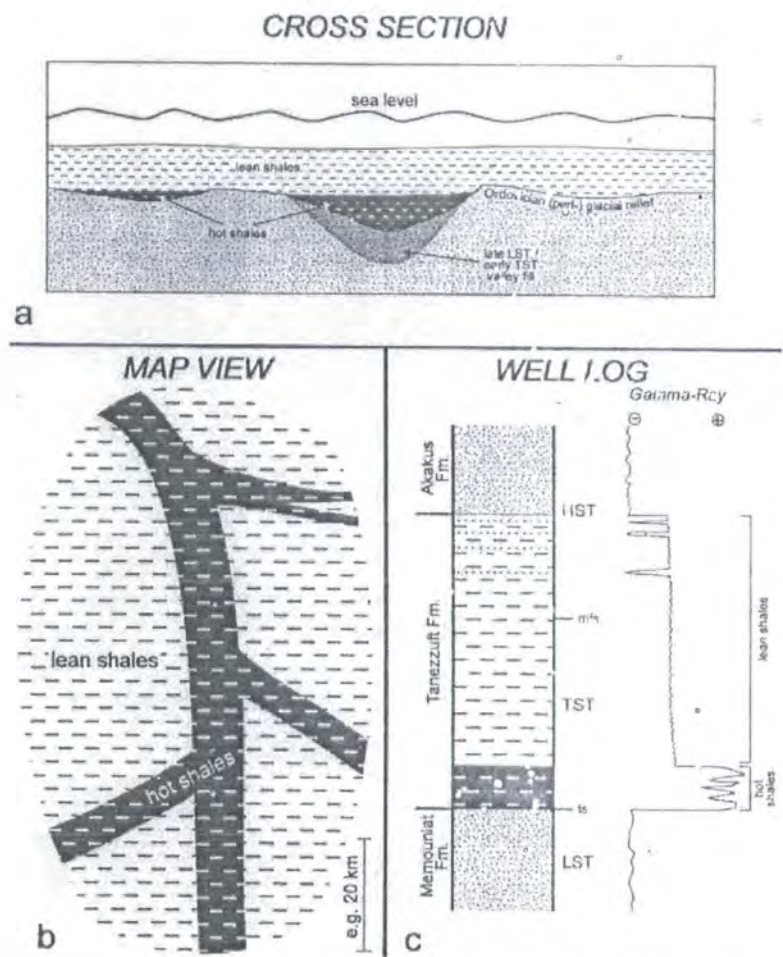 CROSS SECTION
sea level
lean shales
hot shales
Ordovician (peri-) glacial relief
late LST /
early TST
valley fill
a
MAP VIEW
"lean shales"
hot shales
e.g. 20 km
b
WELL LOG
Gamma-Ray
Akakus
Fm.
HST
Tanezzuft Fm.
mfs
TST
lean shales
hot
shales
ts
Memouniat
Fm.
LST
c